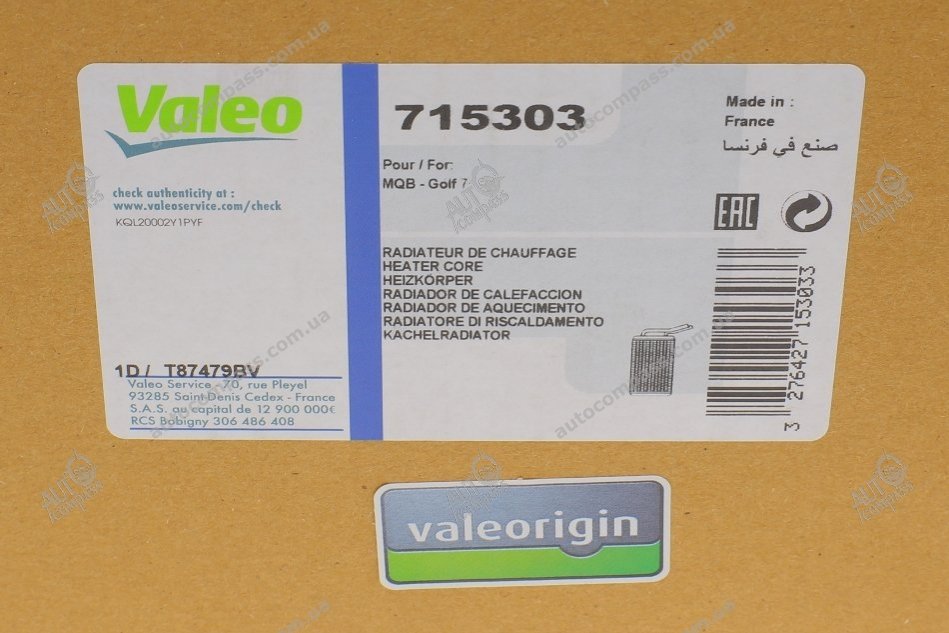 Valeo
check authenticity at :
www.valeoservice.com/check
KQL20002Y1PYF
1D / T87479BV
Valeo Service - 70, rue Pleyel
93285 Saint-Denis Cedex - France
S.A.S. au capital de 12 900 000€
RCS Bobigny 306 486 408
715303
Pour / For:
MQB - Golf 7
RADIATEUR DE CHAUFFAGE
HEATER CORE
HEIZKÖRPER
RADIADOR DE CALEFACCION
RADIADOR DE AQUECIMENTO
RADIATORE DI RISCALDAMENTO
KACHELRADIATOR
Made in :
France
صنع في فرنسا
EAC
3 276427 153033
valeorigin
AUTO
compass
autocompass.com.ua